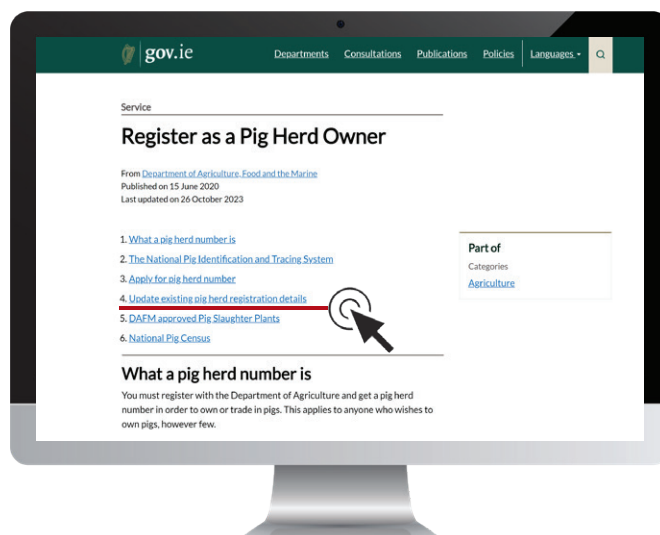 gov.ie
Departments Consultations Publications Policies Languages
Service
Register as a Pig Herd Owner
From Department of Agriculture, Food and the Marine
Published on 15 June 2020
Last updated on 26 October 2023
1. What a pig herd number is
2. The National Pig Identification and Tracing System
3. Apply for pig herd number
4. Update existing pig herd registration details
5. DAFM approved Pig Slaughter Plants
6. National Pig Census
Part of
Categories
Agriculture
What a pig herd number is
You must register with the Department of Agriculture and get a pig herd
number in order to own or trade in pigs. This applies to anyone who wishes to
own pigs, however few.